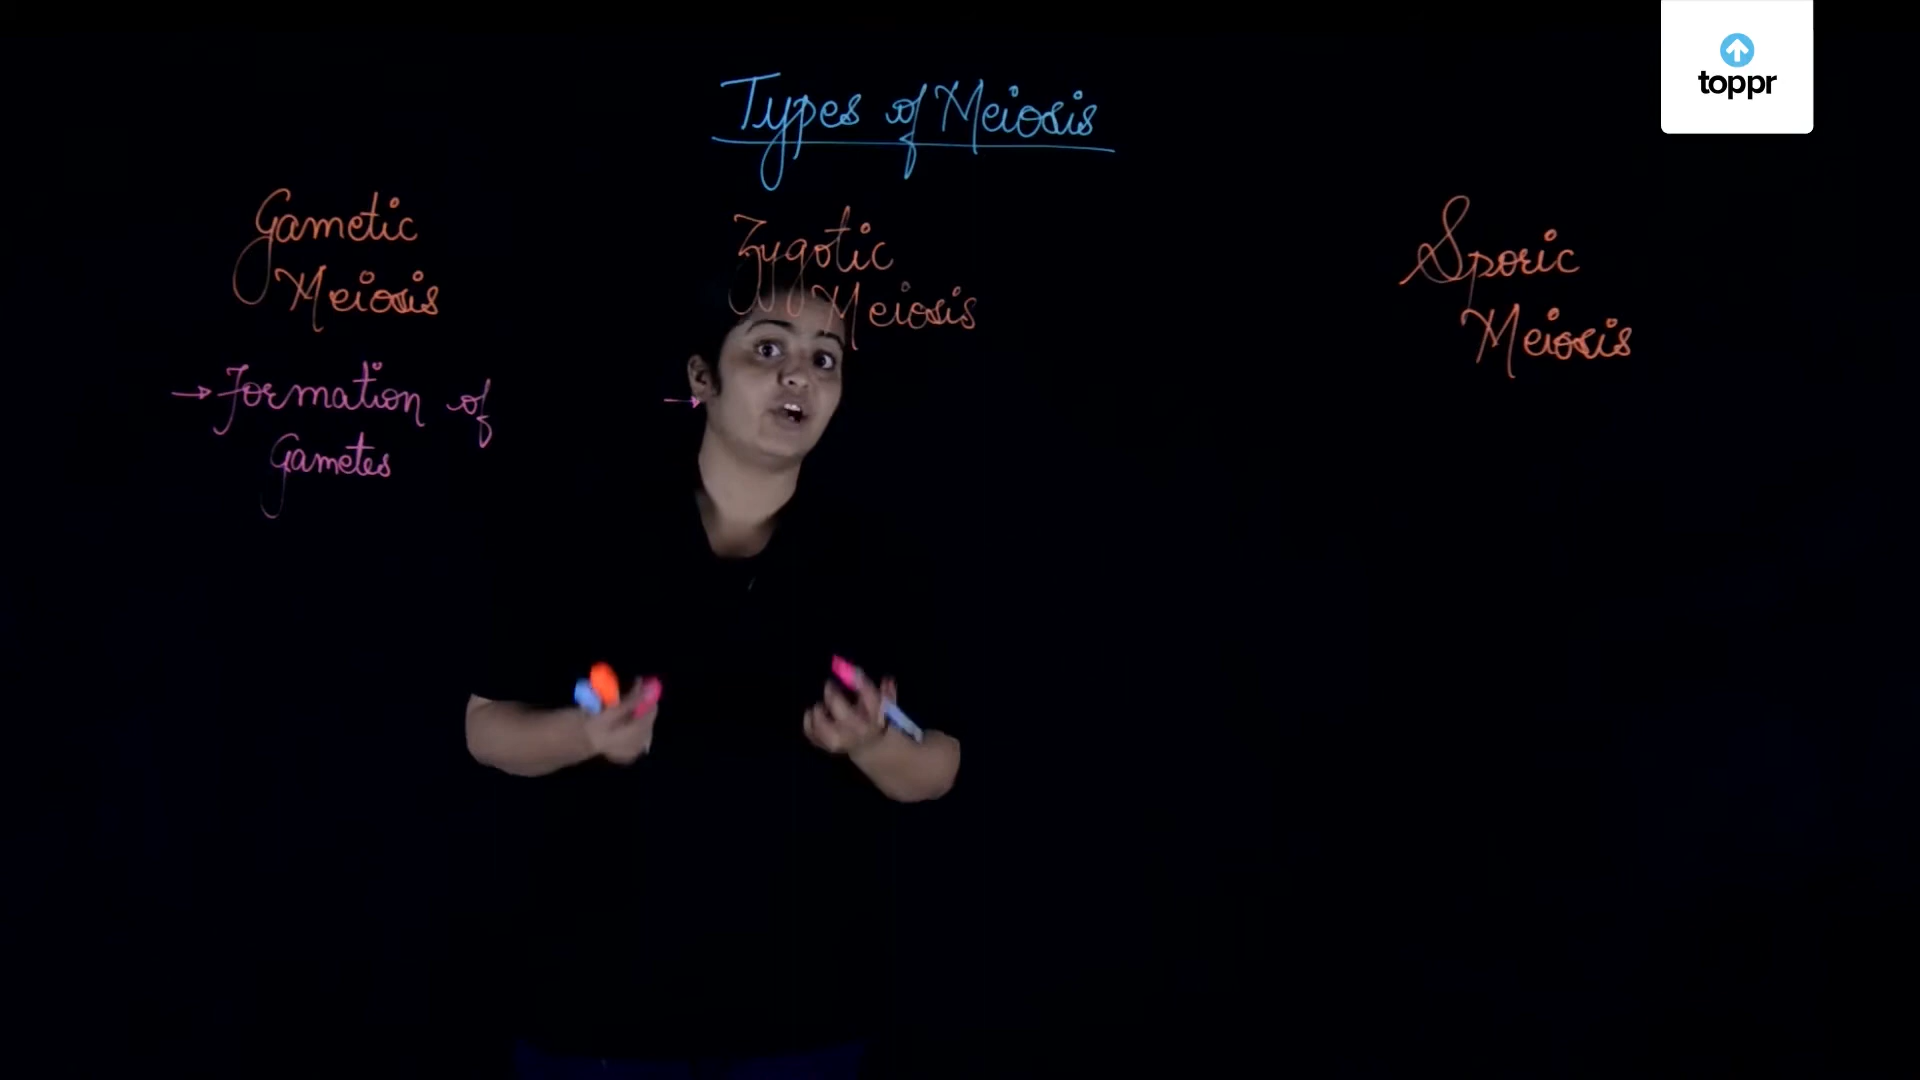 toppr
Types of Meiosis
Gametic
Meiosis
→ Formation of
Gametes
Zygotic
Meiosis
→
Sporic
Meiosis